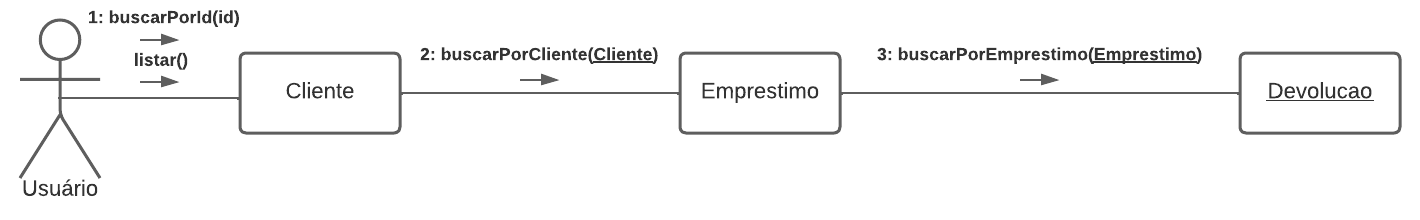 1: buscarPorId(id)
listar()
Cliente
2: buscarPorCliente(Cliente)
Emprestimo
3: buscarPorEmprestimo(Emprestimo)
Devolucao
Usuário